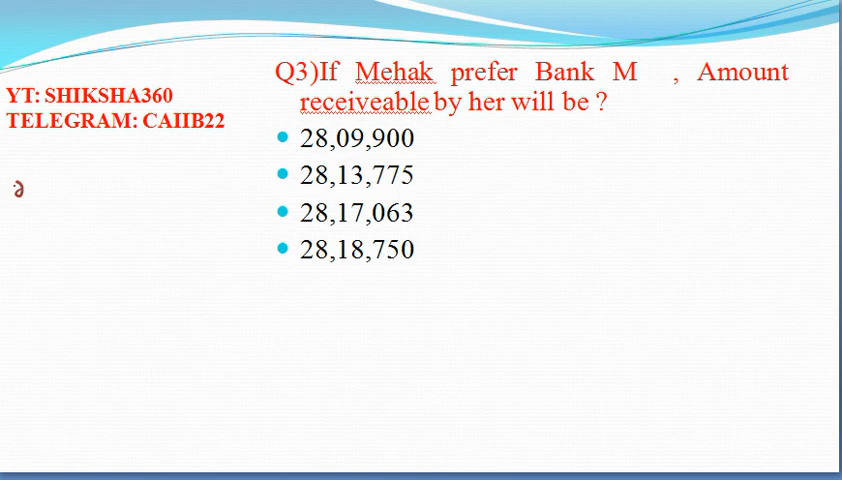 YT: SHIKSHA360
TELEGRAM: CAIIB22
Q3)If Mehak prefer Bank M , Amount
receiveable by her will be ?
28,09,900
28,13,775
28,17,063
28,18,750